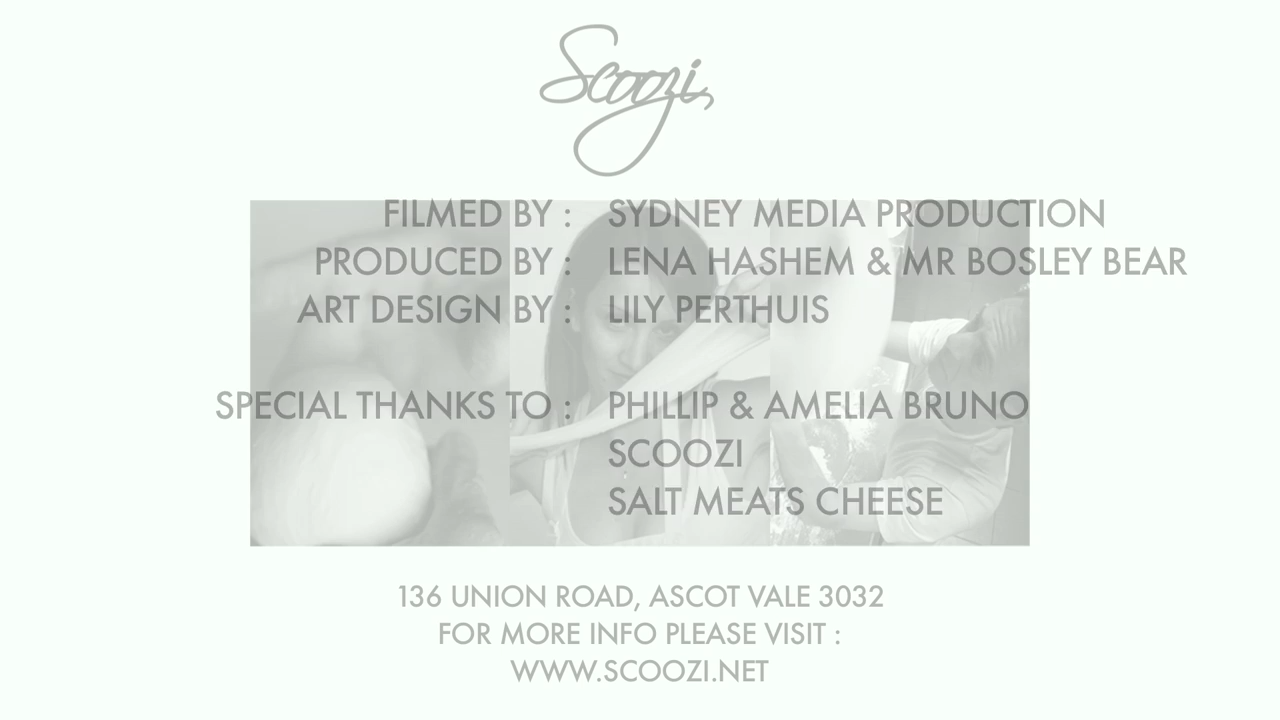 Scoozi
FILMED BY : SYDNEY MEDIA PRODUCTION
PRODUCED BY : LENA HASHEM & MR BOSLEY BEAR
ART DESIGN BY : LILY PERTHUIS
SPECIAL THANKS TO : PHILLIP & AMELIA BRUNO
SCOOZI
SALT MEATS CHEESE
136 UNION ROAD, ASCOT VALE 3032
FOR MORE INFO PLEASE VISIT :
WWW.SCOOZI.NET